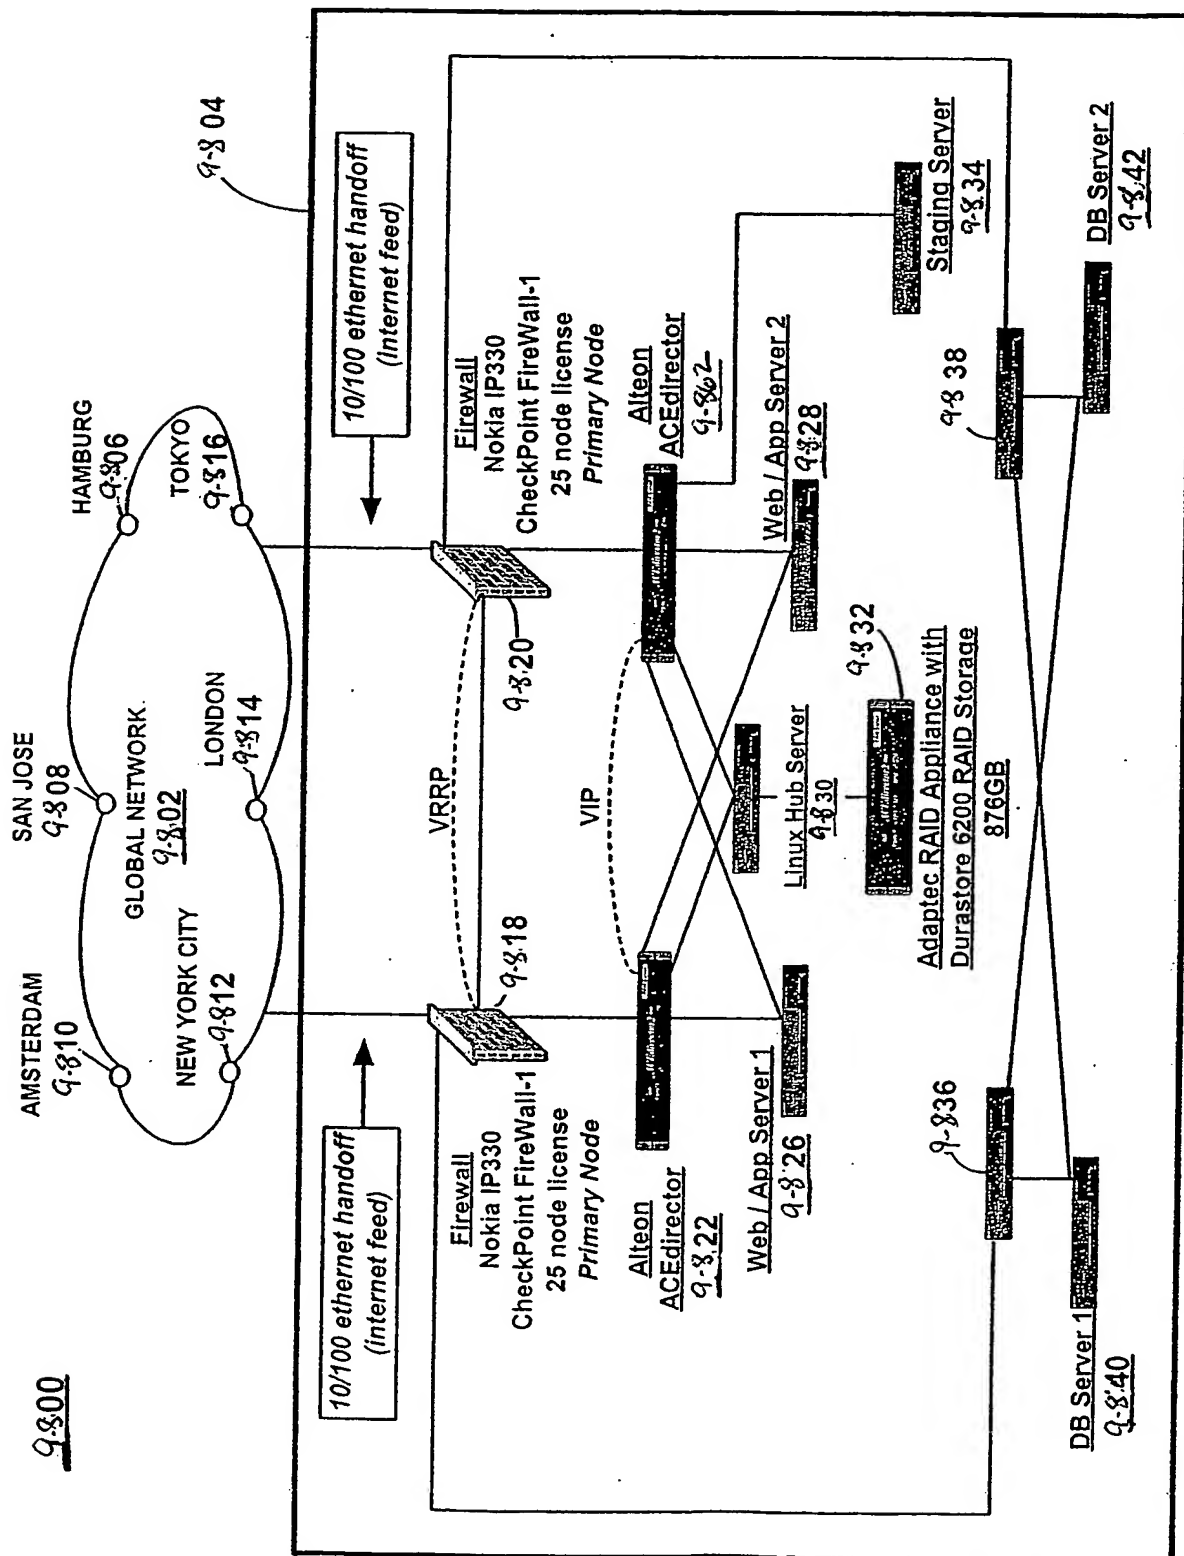 9-800
AMSTERDAM
9-810
SAN JOSE
9-808
HAMBURG
9-806
GLOBAL NETWORK.
9-802
NEW YORK CITY
9-812
LONDON
9-814
TOKYO
9-816
9-804
10/100 ethernet handoff
(internet feed)
10/100 ethernet handoff
(Internet feed)
VRRP
Firewall
Nokia IP330
CheckPoint FireWall-1
25 node license
Primary Node
9-818
9-820
Firewall
Nokia IP330
CheckPoint FireWall-1
25 node license
Primary Node
VIP
Alteon
ACEdirector
9-822
Alteon
ACEdirector
9-862
Web / App Server 1
9-826
Linux Hub Server
9-830
Web / App Server 2
9-828
9-832
Adaptec RAID Appliance with
Durastore 6200 RAID Storage
876GB
Staging Server
9-834
9-836
9-838
DB Server 1
9-840
DB Server 2
9-842